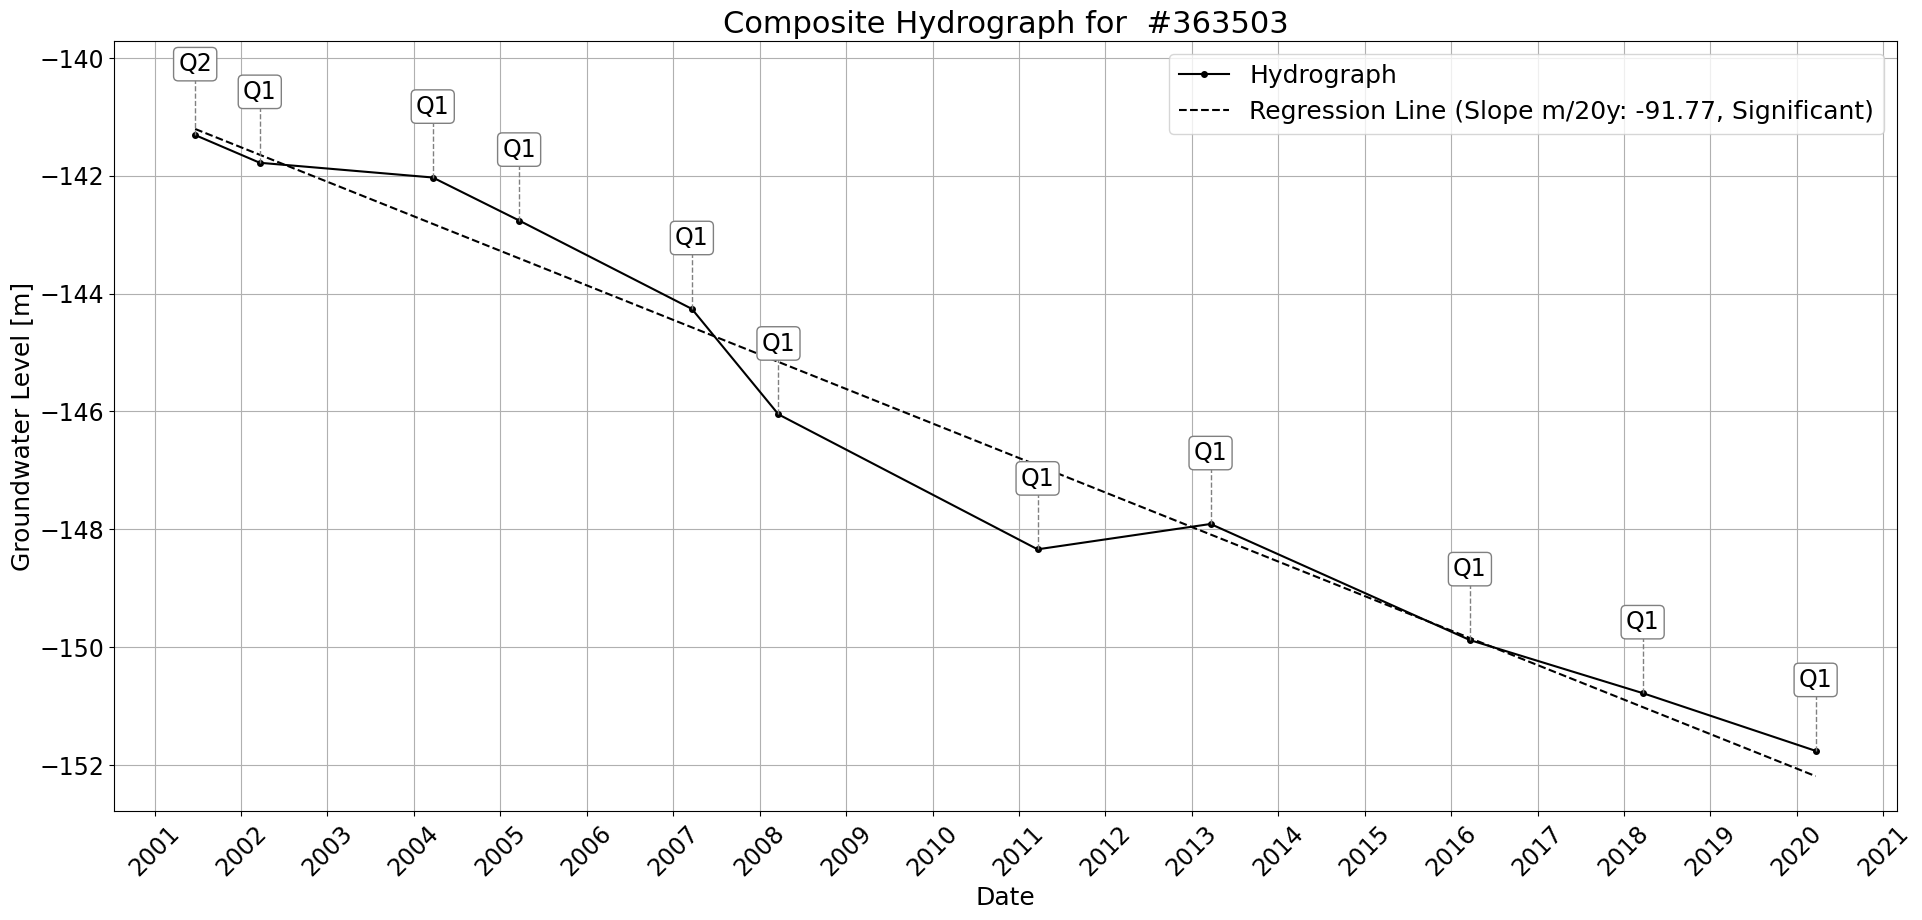 Composite Hydrograph for  #363503
Hydrograph
Regression Line (Slope m/20y: -91.77, Significant)
Groundwater Level [m]
−140
−142
−144
−146
−148
−150
−152
Q2
Q1
Q1
Q1
Q1
Q1
Q1
Q1
Q1
Q1
Q1
2001
2002
2003
2004
2005
2006
2007
2008
2009
2010
2011
2012
2013
2014
2015
2016
2017
2018
2019
2020
2021
Date